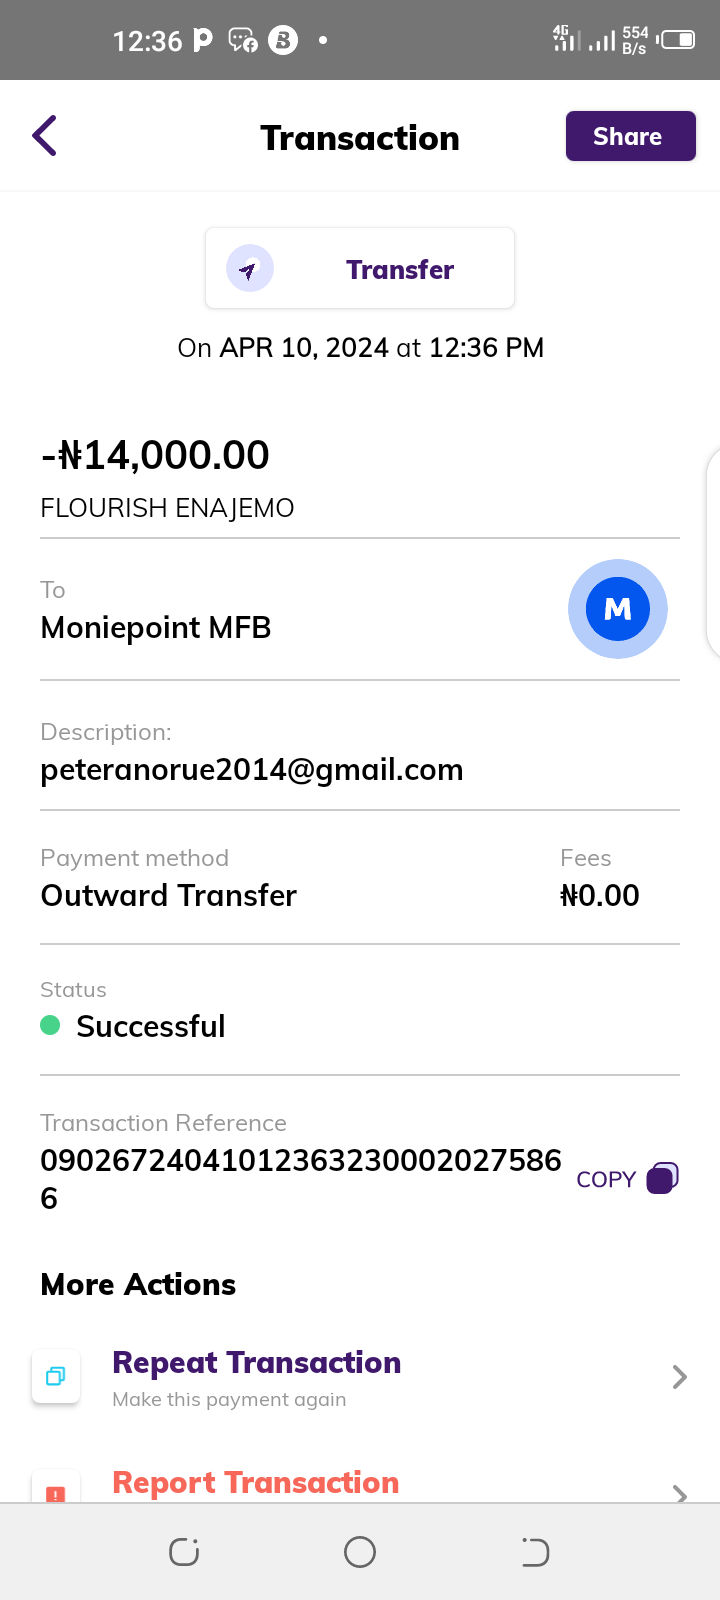 12:36
4G
554
B/s
Transaction
Share
Transfer
On APR 10, 2024 at 12:36 PM
-₦14,000.00
FLOURISH ENAJEMO
To
Moniepoint MFB
M
Description:
peteranorue2014@gmail.com
Payment method
Fees
Outward Transfer
₦0.00
Status
Successful
Transaction Reference
09026724041012363230002027586
6
COPY
More Actions
Repeat Transaction
Make this payment again
Report Transaction